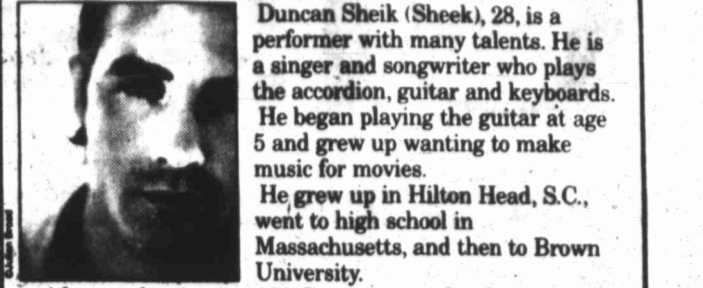 Duncan Sheik (Sheek), 28, is a
performer with many talents. He is
a singer and songwriter who plays
the accordion, guitar and keyboards.
He began playing the guitar at age
5 and grew up wanting to make
music for movies.
He grew up in Hilton Head, S.C.,
went to high school in
Massachusetts, and then to Brown
University.